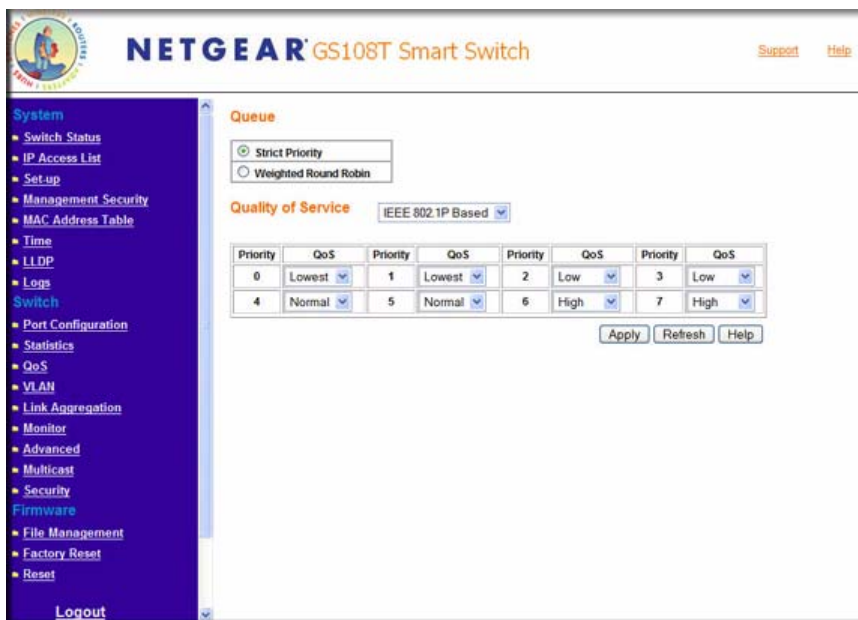 NETGEAR GS108T Smart Switch
Support Help
System
Switch Status
IP Access List
Set-up
Management Security
MAC Address Table
Time
LLDP
Logs
Switch
Port Configuration
Statistics
QoS
VLAN
Link Aggregation
Monitor
Advanced
Multicast
Security
Firmware
File Management
Factory Reset
Reset
Logout
Queue
Strict Priority
Weighted Round Robin
Quality of Service IEEE 802.1P Based
Priority QoS Priority QoS Priority QoS Priority QoS
0 Lowest 1 Lowest 2 Low 3 Low
4 Normal 5 Normal 6 High 7 High
Apply Refresh Help